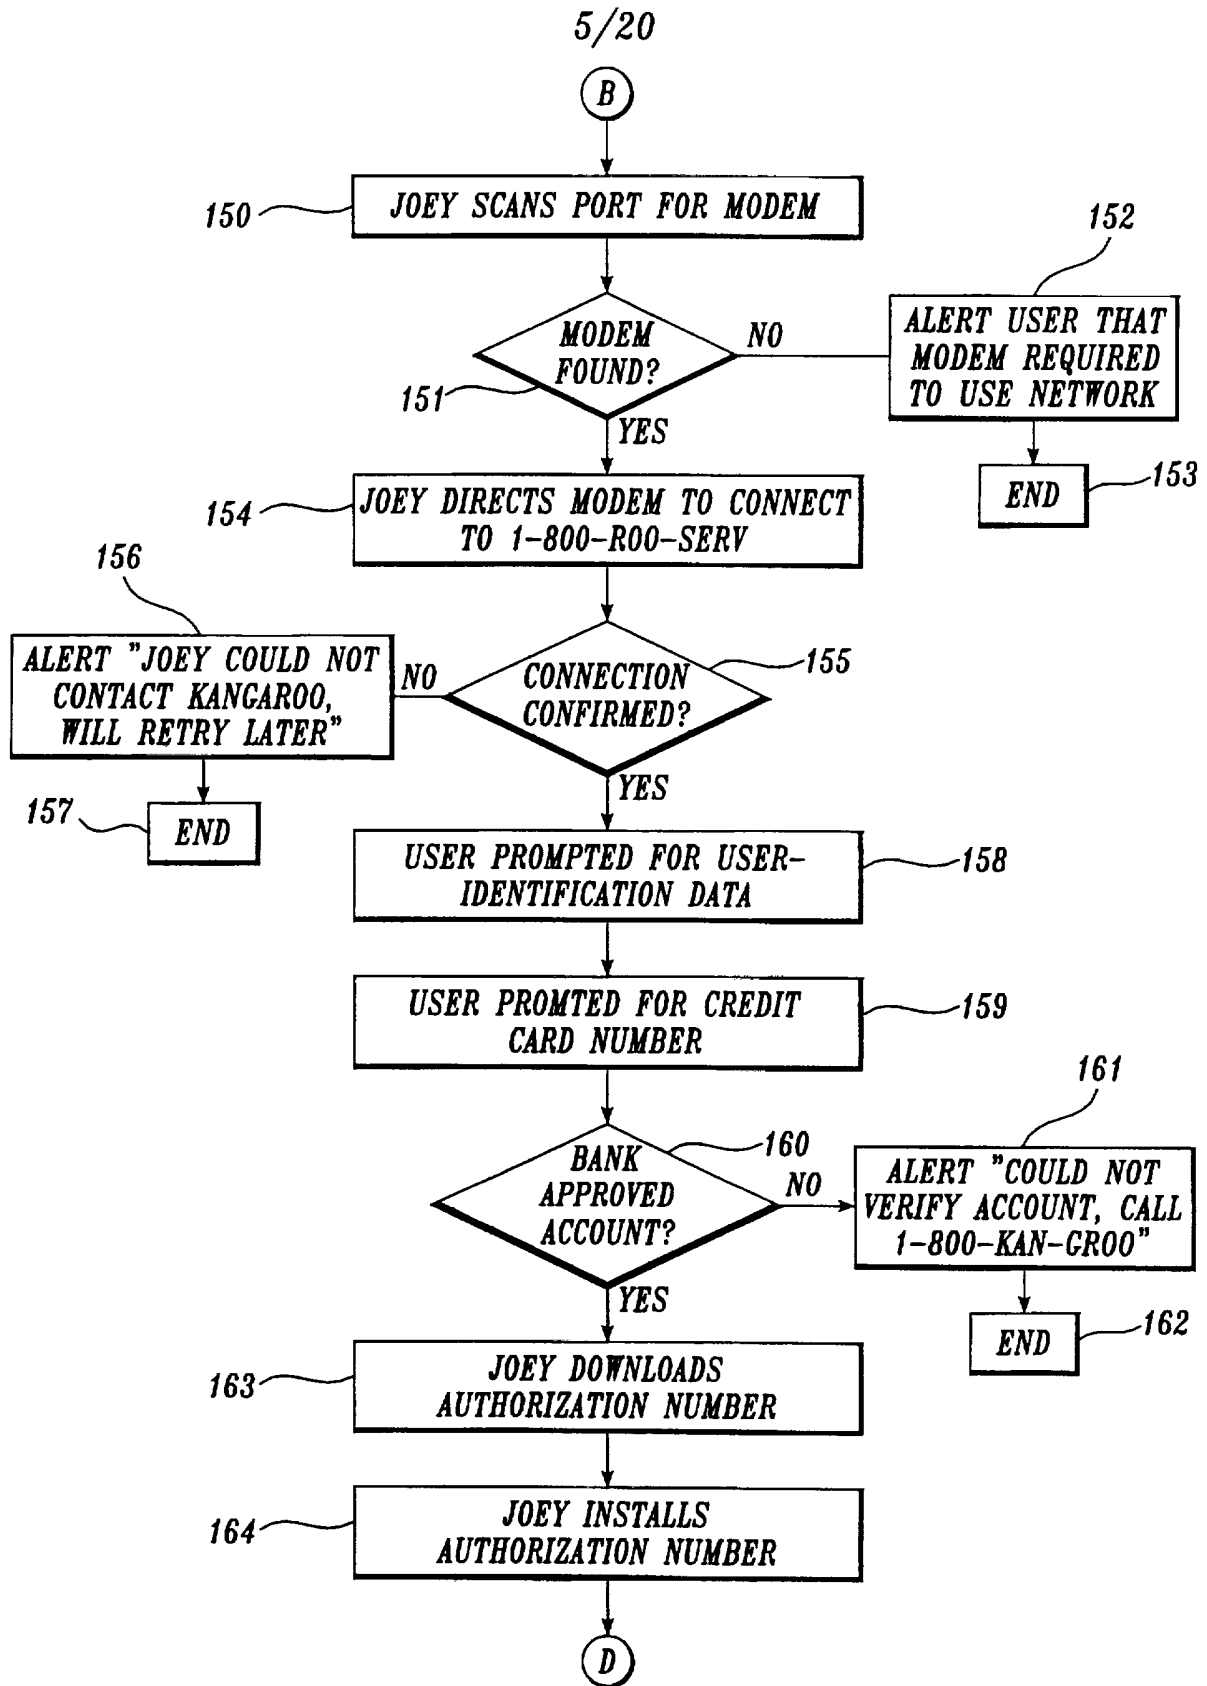 5/20
B
150
JOEY SCANS PORT FOR MODEM
152
MODEM
FOUND?
151
NO
ALERT USER THAT
MODEM REQUIRED
TO USE NETWORK
YES
END
153
154
JOEY DIRECTS MODEM TO CONNECT
TO 1-800-ROO-SERV
156
ALERT "JOEY COULD NOT
CONTACT KANGAROO,
WILL RETRY LATER"
NO
CONNECTION
CONFIRMED?
155
YES
157
END
USER PROMPTED FOR USER-
IDENTIFICATION DATA
158
USER PROMTED FOR CREDIT
CARD NUMBER
159
161
BANK
APPROVED
ACCOUNT?
160
NO
ALERT "COULD NOT
VERIFY ACCOUNT, CALL
1-800-KAN-GROO"
YES
END
162
163
JOEY DOWNLOADS
AUTHORIZATION NUMBER
164
JOEY INSTALLS
AUTHORIZATION NUMBER
D